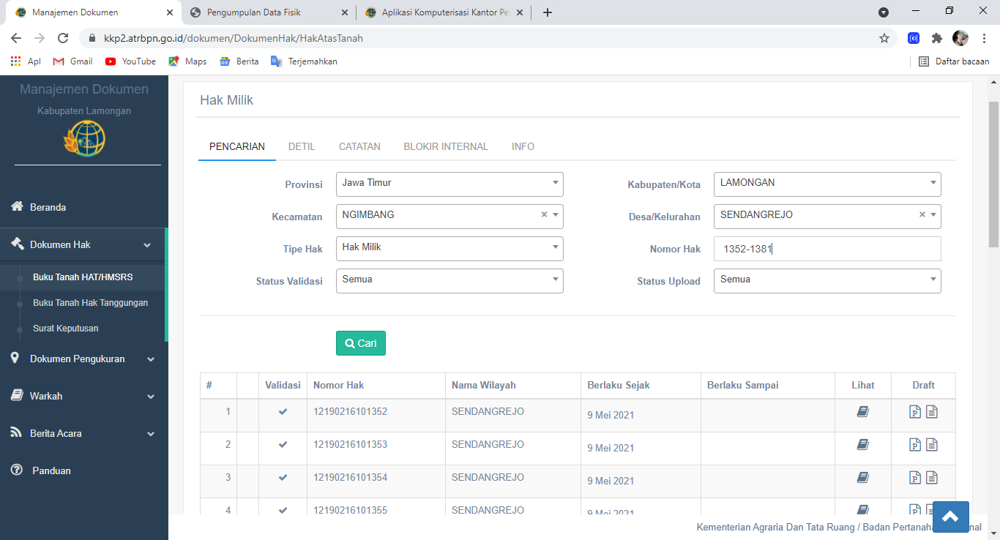 Manajemen Dokumen
Pengumpulan Data Fisik
Aplikasi Komputerisasi Kantor Pe
kkp2.atrbpn.go.id/dokumen/DokumenHak/HakAtasTanah
Apl Gmail YouTube Maps Berita Terjemahkan Daftar bacaan
Manajemen Dokumen
Kabupaten Lamongan
Beranda
Dokumen Hak
Buku Tanah HAT/HMSRS
Buku Tanah Hak Tanggungan
Surat Keputusan
Dokumen Pengukuran
Warkah
Berita Acara
Panduan
Hak Milik
PENCARIAN DETIL CATATAN BLOKIR INTERNAL INFO
Provinsi Jawa Timur Kabupaten/Kota LAMONGAN
Kecamatan NGIMBANG Desa/Kelurahan SENDANGREJO
Tipe Hak Hak Milik Nomor Hak 1352-1381
Status Validasi Semua Status Upload Semua
Cari
# Validasi Nomor Hak Nama Wilayah Berlaku Sejak Berlaku Sampai Lihat Draft
1 12190216101352 SENDANGREJO 9 Mei 2021
2 12190216101353 SENDANGREJO 9 Mei 2021
3 12190216101354 SENDANGREJO 9 Mei 2021
4 12190216101355 SENDANGREJO 9 Mei 2021
Kementerian Agraria Dan Tata Ruang / Badan Pertanaha nal